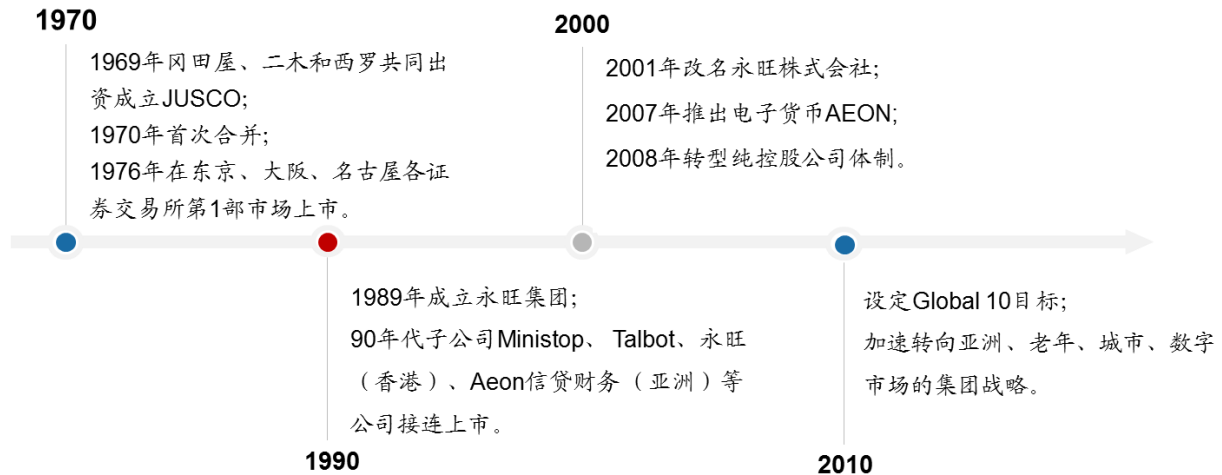 1970
1969年冈田屋、二木和西罗共同出
资成立JUSCO;
1970年首次合并;
1976年在东京、大阪、名古屋各证
券交易所第1部市场上市。
2000
2001年改名永旺株式会社;
2007年推出电子货币AEON;
2008年转型纯控股公司体制。
1989年成立永旺集团;
90年代子公司Ministop、 Talbot、永旺
（香港）、Aeon信贷财务（亚洲）等
公司接连上市。
1990
设定Global 10目标;
加速转向亚洲、老年、城市、数字
市场的集团战略。
2010